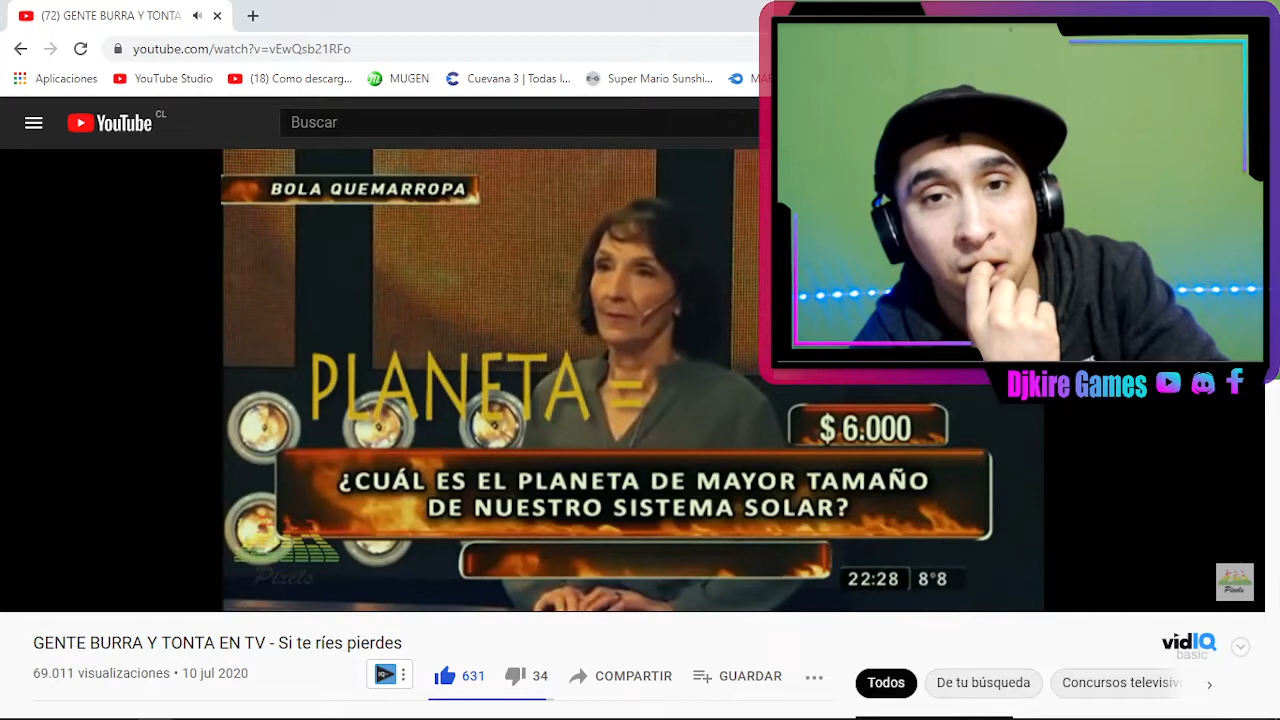 (72) GENTE BURRA Y TONTA
youtube.com/watch?v=vEwQsb21RFo
Aplicaciones
YouTube Studio
(18) Como descarg...
MUGEN
Cuevana 3 | Todas l...
Super Mario Sunshi...
YouTube CL
Buscar
BOLA QUEMARROPA
PLANETA =
Djkire Games
$ 6.000
¿CUÁL ES EL PLANETA DE MAYOR TAMAÑO
DE NUESTRO SISTEMA SOLAR?
Pixels
22:28 8°8
Pixels
GENTE BURRA Y TONTA EN TV - Si te ríes pierdes
69.011 visualizaciones • 10 jul 2020
631
34
COMPARTIR
GUARDAR
vidIQ
basic
Todos
De tu búsqueda
Concursos televisiv